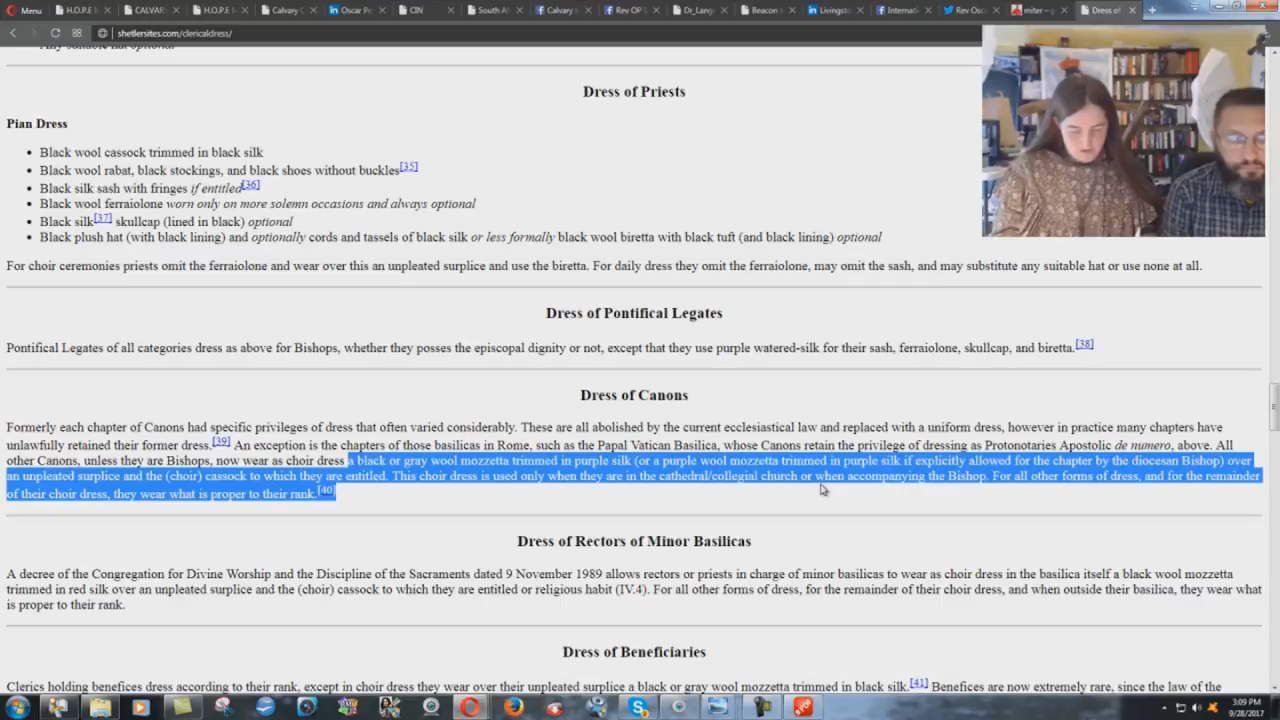 Menu
H.O.P.E M
CALVAR
H.O.P.E M
Calvary C
Oscar Pe
CIN
South Af
Calvary
Rev OP
Dr_Lang
Beacon
Livingsto
Internati
Rev Osc
miter – p
Dress of
shetlersites.com/clericaldress/
Any suitable hat optional
Dress of Priests
Pian Dress
• Black wool cassock trimmed in black silk
• Black wool rabat, black stockings, and black shoes without buckles[35]
• Black silk sash with fringes if entitled[36]
• Black wool ferraiolone worn only on more solemn occasions and always optional
• Black silk[37] skullcap (lined in black) optional
• Black plush hat (with black lining) and optionally cords and tassels of black silk or less formally black wool biretta with black tuft (and black lining) optional
For choir ceremonies priests omit the ferraiolone and wear over this an unpleated surplice and use the biretta. For daily dress they omit the ferraiolone, may omit the sash, and may substitute any suitable hat or use none at all.
Dress of Pontifical Legates
Pontifical Legates of all categories dress as above for Bishops, whether they posses the episcopal dignity or not, except that they use purple watered-silk for their sash, ferraiolone, skullcap, and biretta.[38]
Dress of Canons
Formerly each chapter of Canons had specific privileges of dress that often varied considerably. These are all abolished by the current ecclesiastical law and replaced with a uniform dress, however in practice many chapters have
unlawfully retained their former dress.[39] An exception is the chapters of those basilicas in Rome, such as the Papal Vatican Basilica, whose Canons retain the privilege of dressing as Protonotaries Apostolic de numero, above. All
other Canons, unless they are Bishops, now wear as choir dress a black or gray wool mozzetta trimmed in purple silk (or a purple wool mozzetta trimmed in purple silk if explicitly allowed for the chapter by the diocesan Bishop) over
an unpleated surplice and the (choir) cassock to which they are entitled. This choir dress is used only when they are in the cathedral/collegial church or when accompanying the Bishop. For all other forms of dress, and for the remainder
of their choir dress, they wear what is proper to their rank.[40]
Dress of Rectors of Minor Basilicas
A decree of the Congregation for Divine Worship and the Discipline of the Sacraments dated 9 November 1989 allows rectors or priests in charge of minor basilicas to wear as choir dress in the basilica itself a black wool mozzetta
trimmed in red silk over an unpleated surplice and the (choir) cassock to which they are entitled or religious habit (IV.4). For all other forms of dress, for the remainder of their choir dress, and when outside their basilica, they wear what
is proper to their rank.
Dress of Beneficiaries
Clerics holding benefices dress according to their rank, except in choir dress they wear over their unpleated surplice a black or gray wool mozzetta trimmed in black silk.[41] Benefices are now extremely rare, since the law of the
3:09 PM
9/28/2017